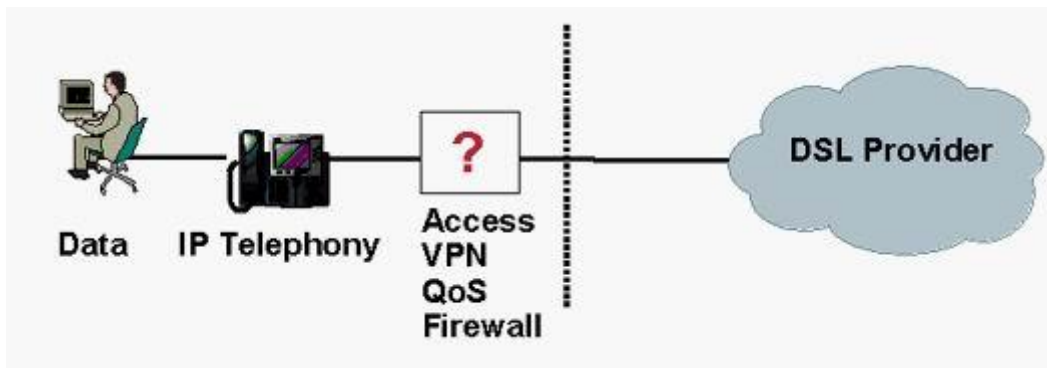 ?
DSL Provider
Data
IP Telephony
Access
VPN
QoS
Firewall